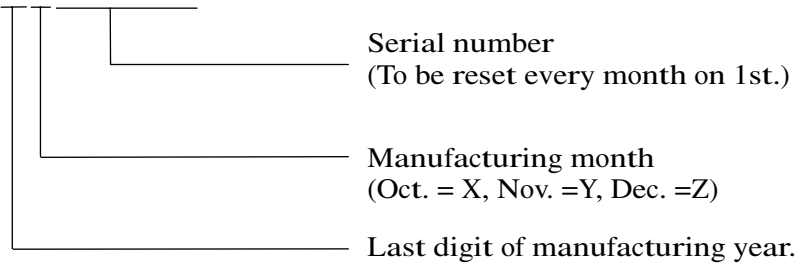 Serial number
(To be reset every month on 1st.)
Manufacturing month
(Oct. = X, Nov. =Y, Dec. =Z)
Last digit of manufacturing year.